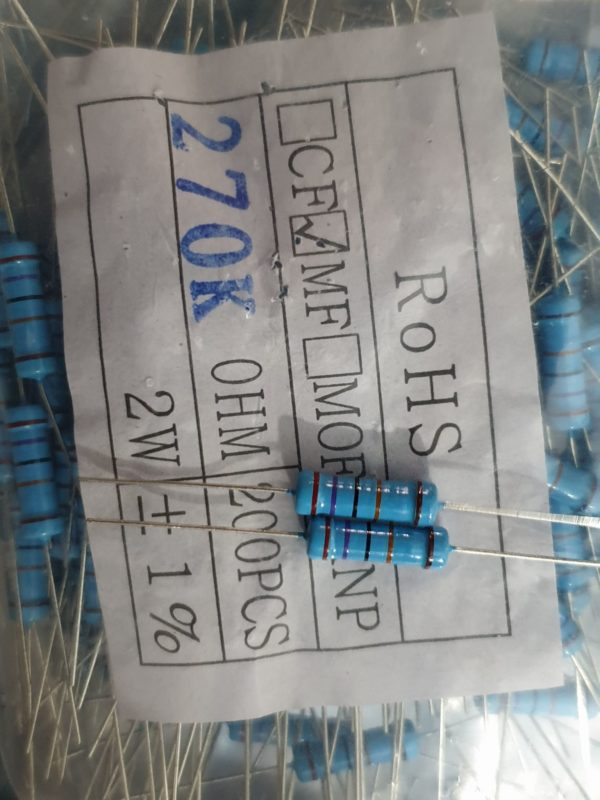 RoHS
□CF☑MF□MOF NP
270K OHM 200PCS
2W ±1%